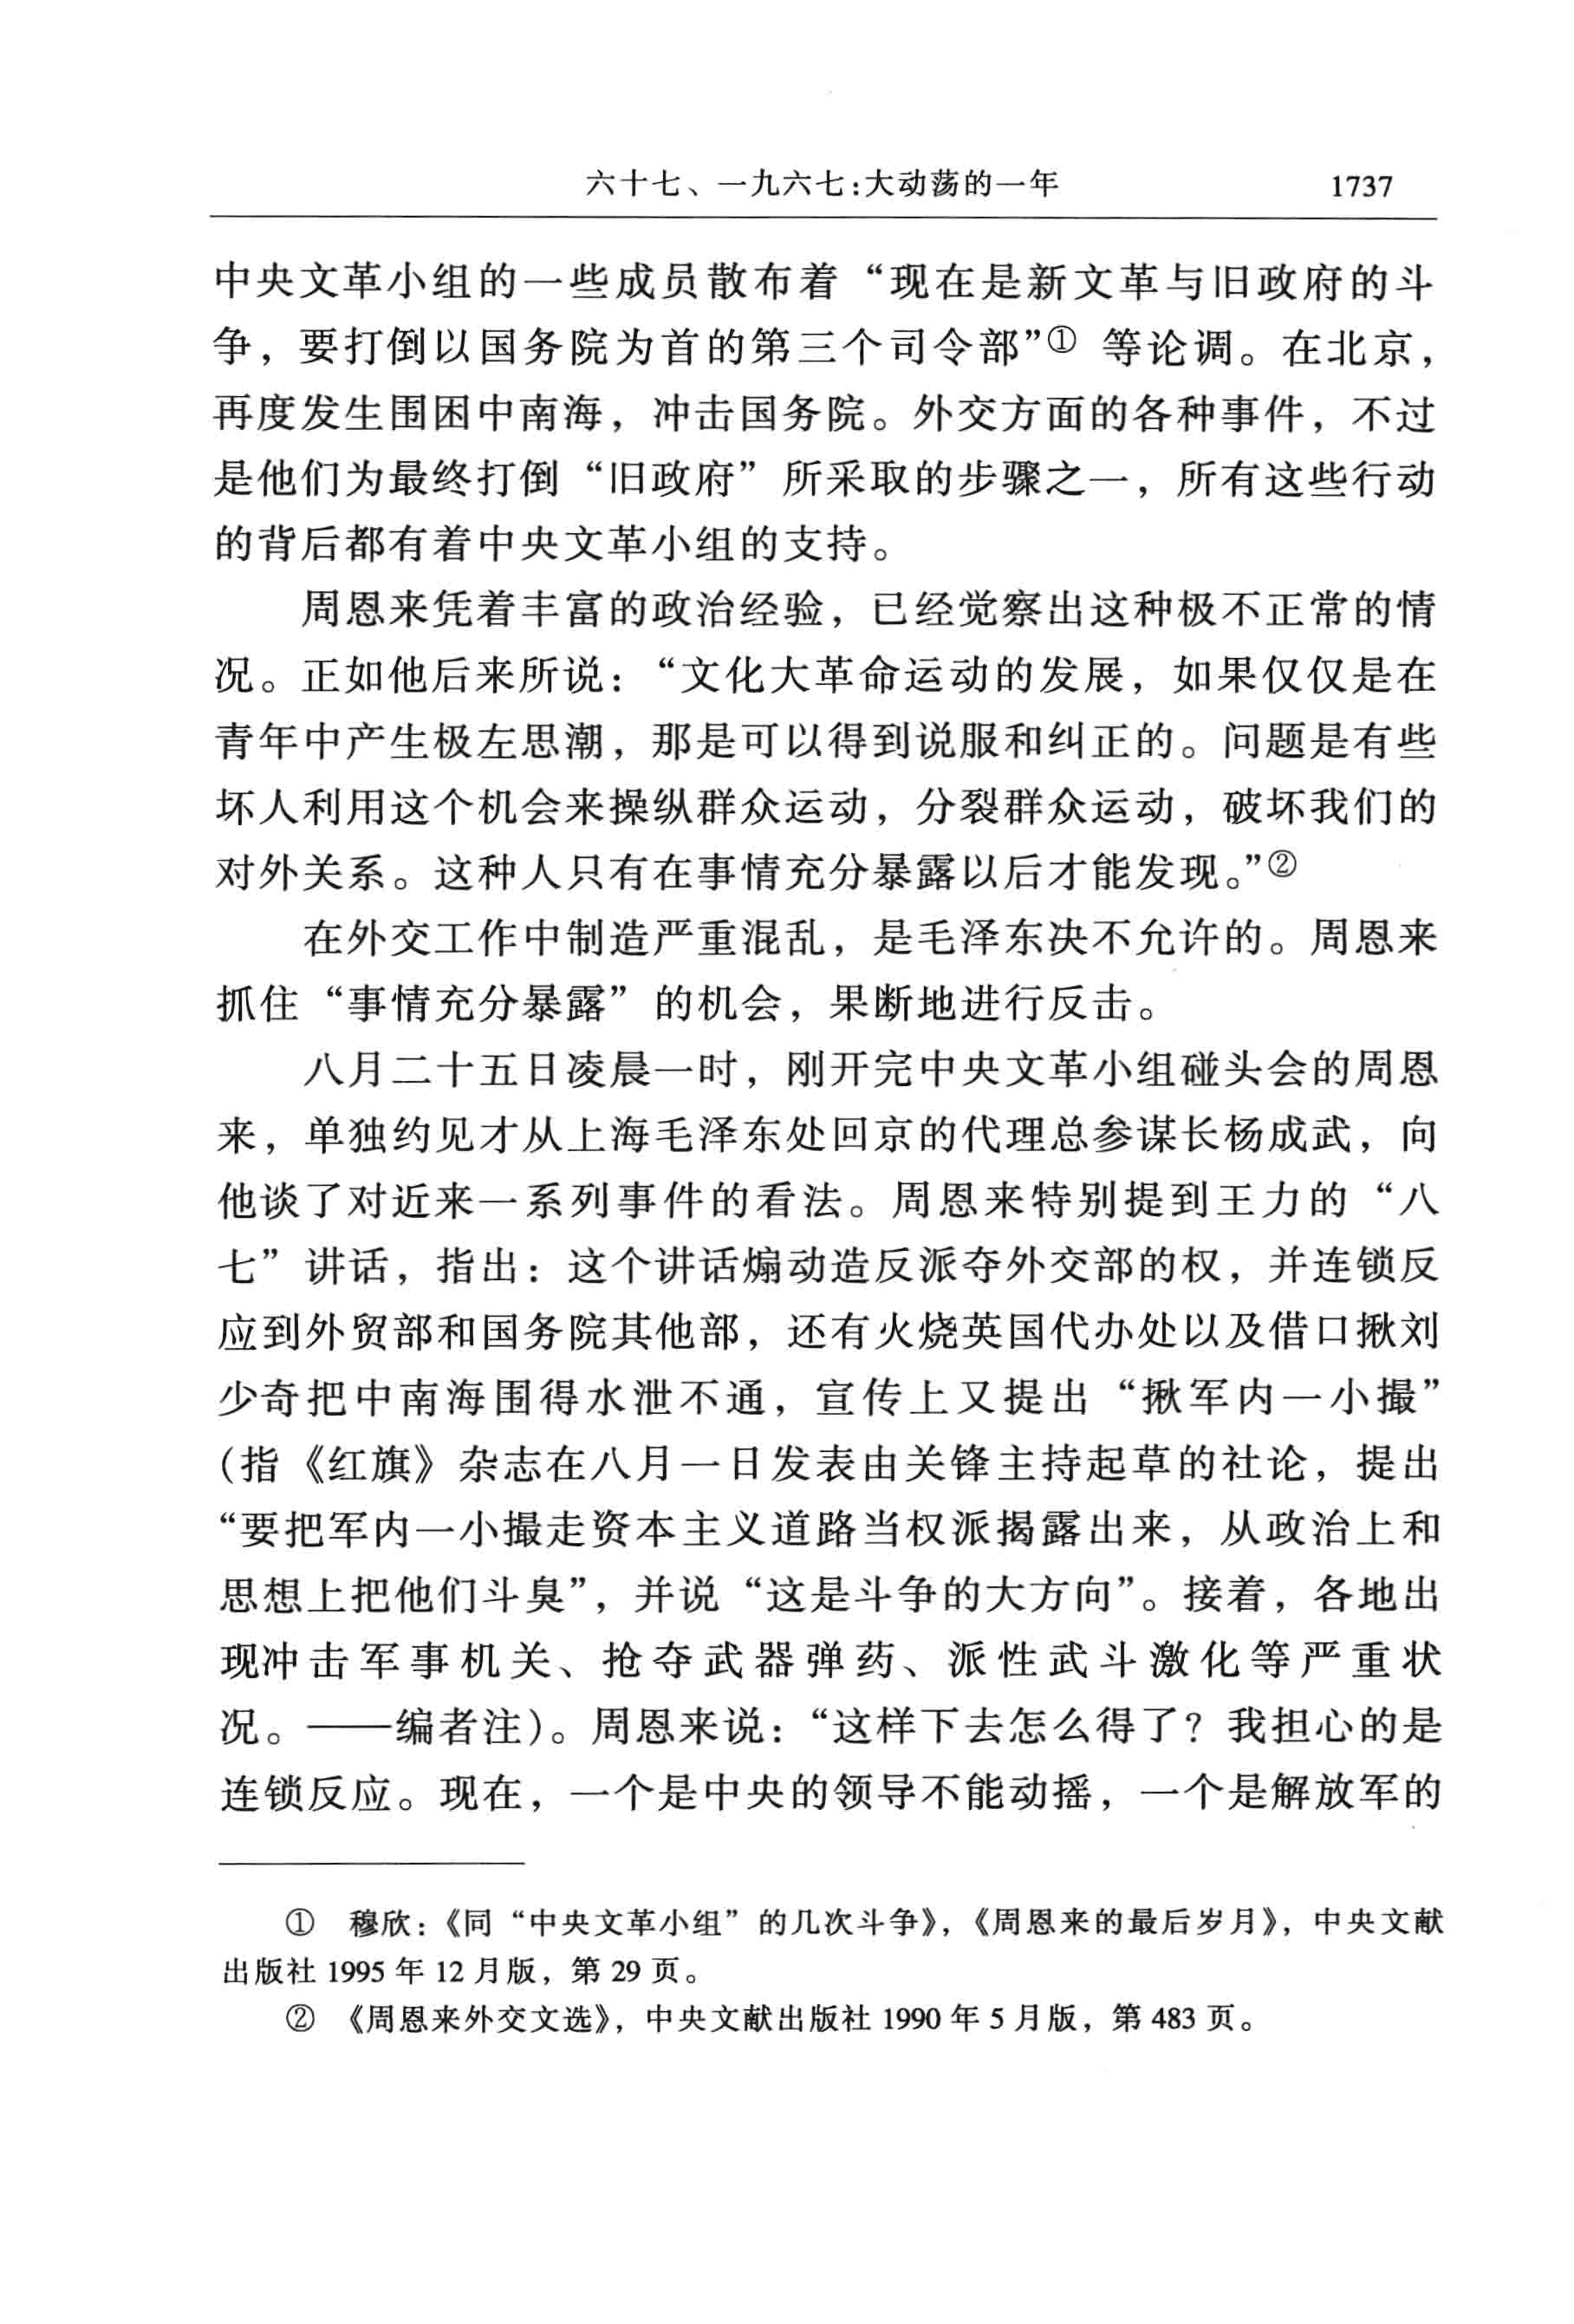 六十七、一九六七:大动荡的一年 1737
中央文革小组的一些成员散布着“现在是新文革与旧政府的斗
争，要打倒以国务院为首的第三个司令部”① 等论调。在北京，
再度发生围困中南海，冲击国务院。外交方面的各种事件，不过
是他们为最终打倒“旧政府”所采取的步骤之一，所有这些行动
的背后都有着中央文革小组的支持。
周恩来凭着丰富的政治经验，已经觉察出这种极不正常的情
况。正如他后来所说：“文化大革命运动的发展，如果仅仅是在
青年中产生极左思潮，那是可以得到说服和纠正的。问题是有些
坏人利用这个机会来操纵群众运动，分裂群众运动，破坏我们的
对外关系。这种人只有在事情充分暴露以后才能发现。”②
在外交工作中制造严重混乱，是毛泽东决不允许的。周恩来
抓住“事情充分暴露”的机会，果断地进行反击。
八月二十五日凌晨一时，刚开完中央文革小组碰头会的周恩
来，单独约见才从上海毛泽东处回京的代理总参谋长杨成武，向
他谈了对近来一系列事件的看法。周恩来特别提到王力的“八
七”讲话，指出：这个讲话煽动造反派夺外交部的权，并连锁反
应到外贸部和国务院其他部，还有火烧英国代办处以及借口揪刘
少奇把中南海围得水泄不通，宣传上又提出“揪军内一小撮”
(指《红旗》杂志在八月一日发表由关锋主持起草的社论，提出
“要把军内一小撮走资本主义道路当权派揭露出来，从政治上和
思想上把他们斗臭”，并说“这是斗争的大方向”。接着，各地出
现冲击军事机关、抢夺武器弹药、派性武斗激化等严重状
况。——编者注)。周恩来说：“这样下去怎么得了？我担心的是
连锁反应。现在，一个是中央的领导不能动摇，一个是解放军的
① 穆欣：《同“中央文革小组”的几次斗争》，《周恩来的最后岁月》，中央文献
出版社 1995 年 12 月版，第 29 页。
② 《周恩来外交文选》，中央文献出版社 1990 年 5 月版，第 483 页。